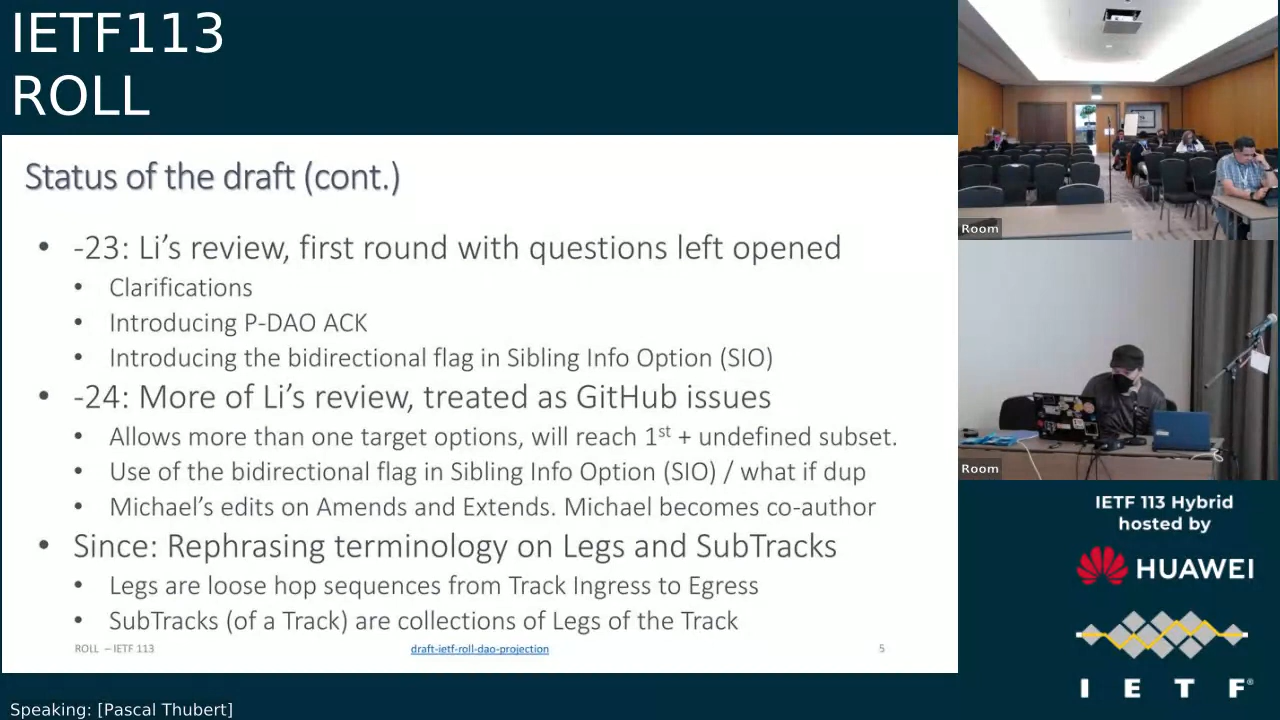 IETF113
ROLL
Status of the draft (cont.)
• -23: Li’s review, first round with questions left opened
• Clarifications
• Introducing P-DAO ACK
• Introducing the bidirectional flag in Sibling Info Option (SIO)
• -24: More of Li’s review, treated as GitHub issues
• Allows more than one target options, will reach 1st + undefined subset.
• Use of the bidirectional flag in Sibling Info Option (SIO) / what if dup
• Michael’s edits on Amends and Extends. Michael becomes co-author
• Since: Rephrasing terminology on Legs and SubTracks
• Legs are loose hop sequences from Track Ingress to Egress
• SubTracks (of a Track) are collections of Legs of the Track
ROLL – IETF 113
draft-ietf-roll-dao-projection
5
Speaking: [Pascal Thubert]
Room
Room
IETF 113 Hybrid
hosted by
HUAWEI
I E T F®